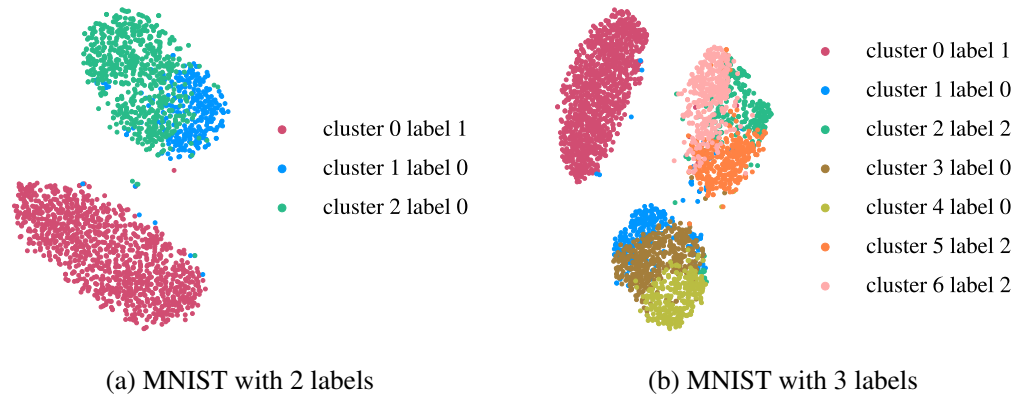 cluster 0 label 1
cluster 1 label 0
cluster 2 label 0
(a) MNIST with 2 labels
cluster 0 label 1
cluster 1 label 0
cluster 2 label 2
cluster 3 label 0
cluster 4 label 0
cluster 5 label 2
cluster 6 label 2
(b) MNIST with 3 labels